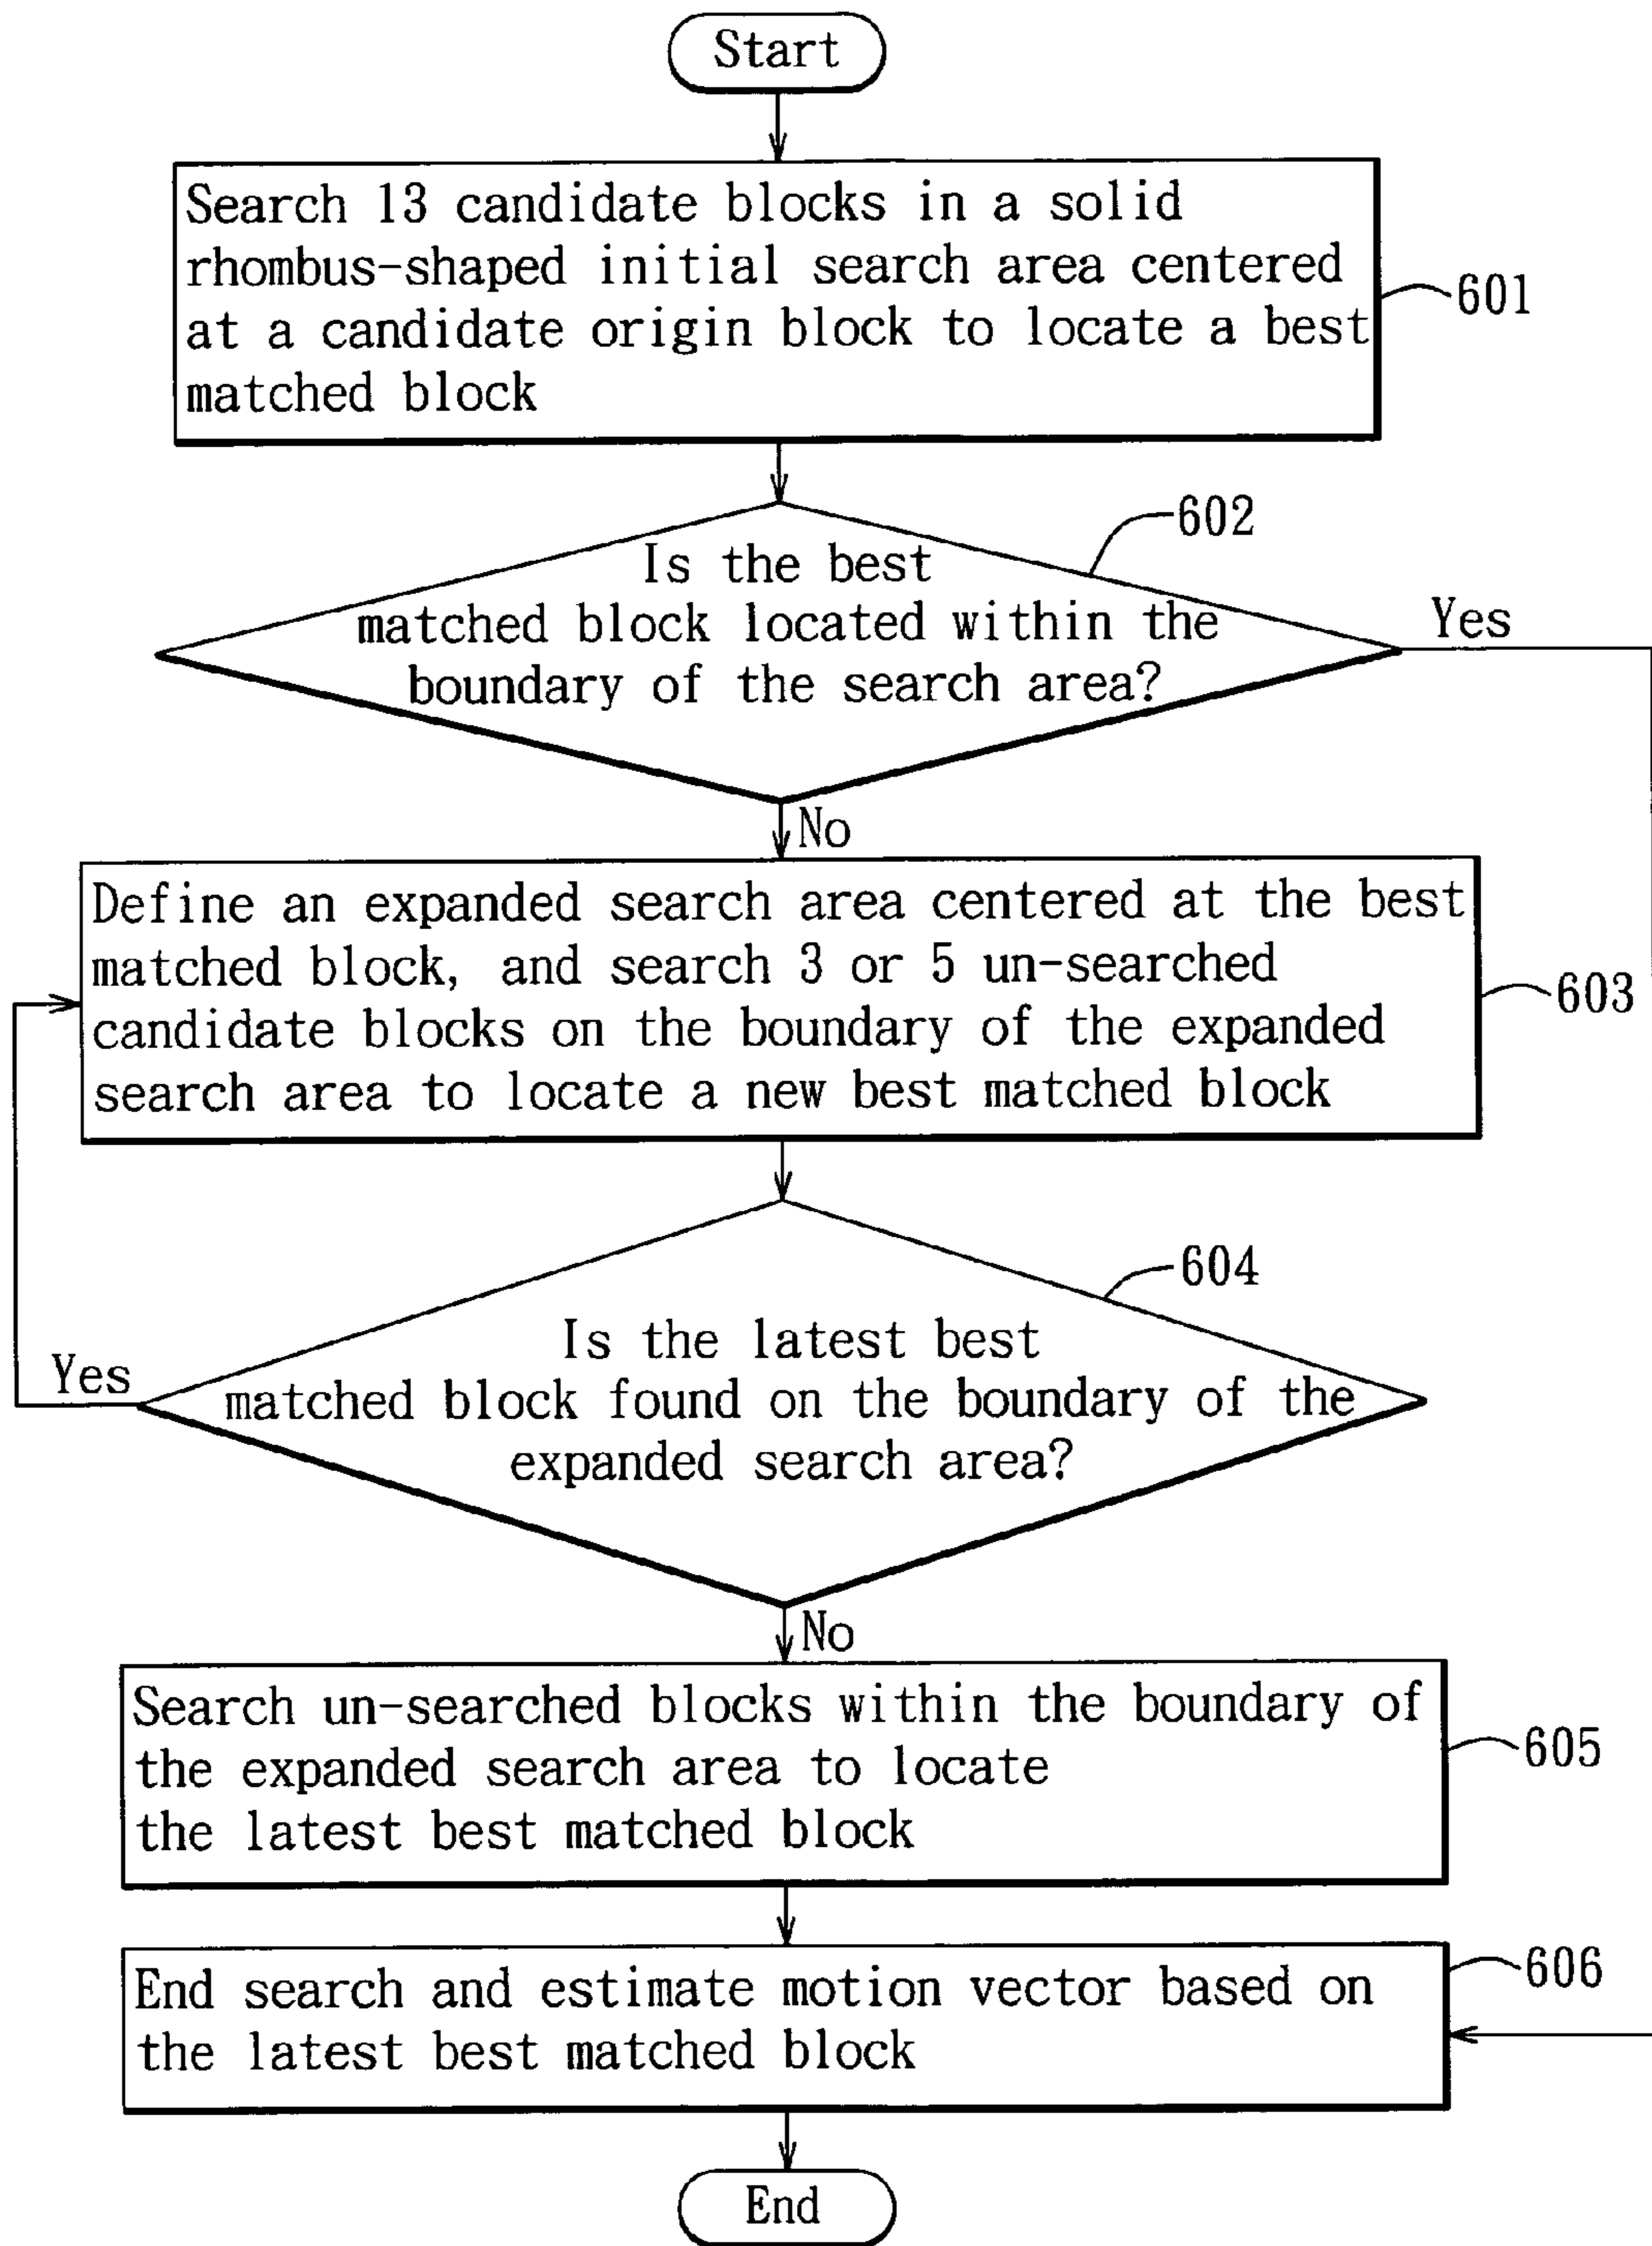 Start
Search 13 candidate blocks in a solid
rhombus-shaped initial search area centered
at a candidate origin block to locate a best
matched block
601
602
Is the best
matched block located within the
boundary of the search area?
Yes
No
Define an expanded search area centered at the best
matched block, and search 3 or 5 un-searched
candidate blocks on the boundary of the expanded
search area to locate a new best matched block
603
604
Is the latest best
matched block found on the boundary of the
expanded search area?
Yes
No
Search un-searched blocks within the boundary of
the expanded search area to locate
the latest best matched block
605
End search and estimate motion vector based on
the latest best matched block
606
End